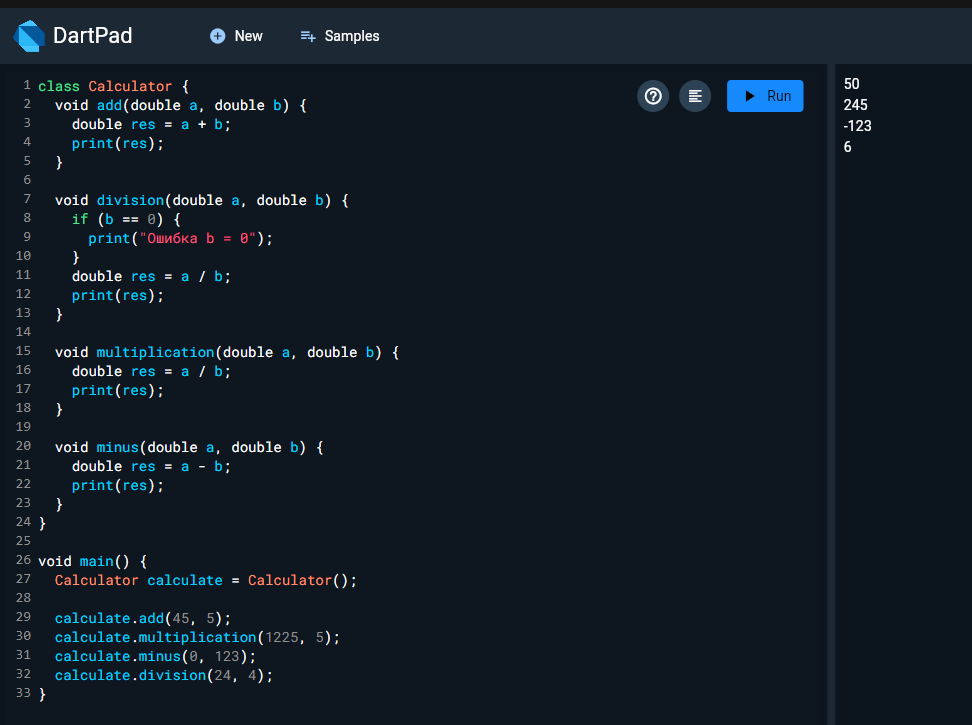 DartPad
New
Samples
Run
1 class Calculator {
2   void add(double a, double b) {
3     double res = a + b;
4     print(res);
5   }
6
7   void division(double a, double b) {
8     if (b == 0) {
9       print("Ошибка b = 0");
10     }
11     double res = a / b;
12     print(res);
13   }
14
15   void multiplication(double a, double b) {
16     double res = a / b;
17     print(res);
18   }
19
20   void minus(double a, double b) {
21     double res = a - b;
22     print(res);
23   }
24 }
25
26 void main() {
27   Calculator calculate = Calculator();
28
29   calculate.add(45, 5);
30   calculate.multiplication(1225, 5);
31   calculate.minus(0, 123);
32   calculate.division(24, 4);
33 }
50
245
-123
6